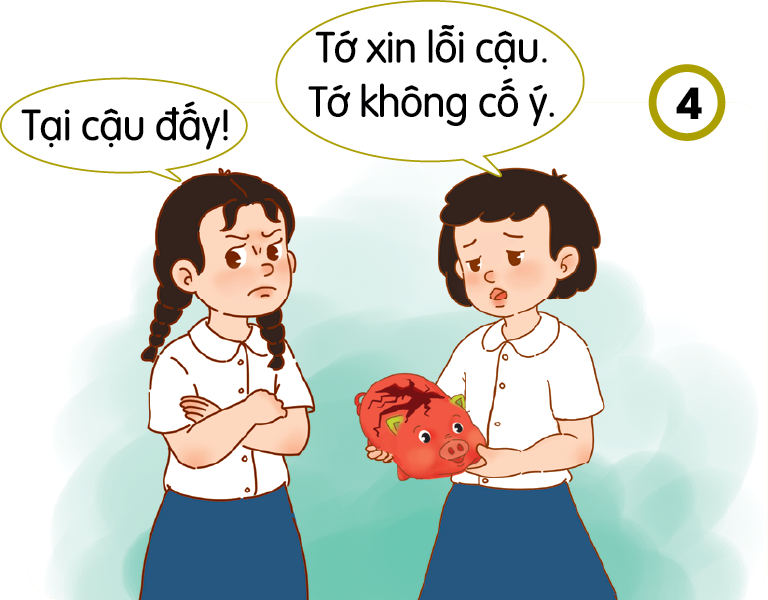 Tại cậu đấy!
Tớ xin lỗi cậu.
Tớ không cố ý.
4